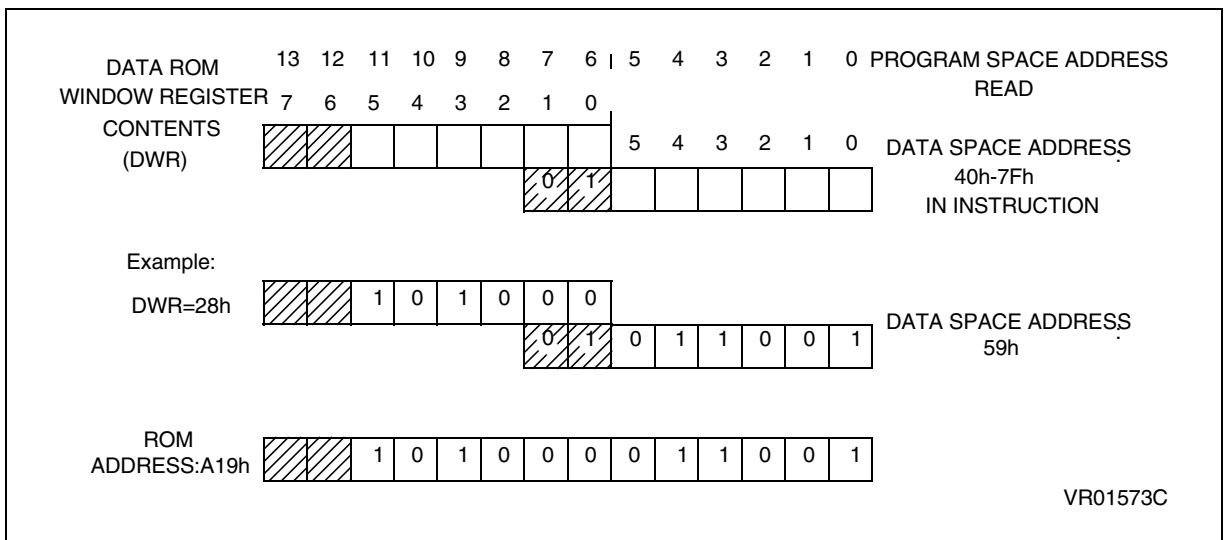 DATA ROM
WINDOW REGISTER
CONTENTS
(DWR)
13 12 11 10 9 8 7 6 5 4 3 2 1 0
PROGRAM SPACE ADDRESS
READ
7 6 5 4 3 2 1 0
5 4 3 2 1 0
DATA SPACE ADDRESS
:
40h-7Fh
IN INSTRUCTION
0 1
Example:
DWR=28h
1 0 1 0 0 0
0 1 0 1 1 0 0 1
DATA SPACE ADDRESS
:
59h
ROM
ADDRESS:A19h
1 0 1 0 0 0 0 1 1 0 0 1
VR01573C